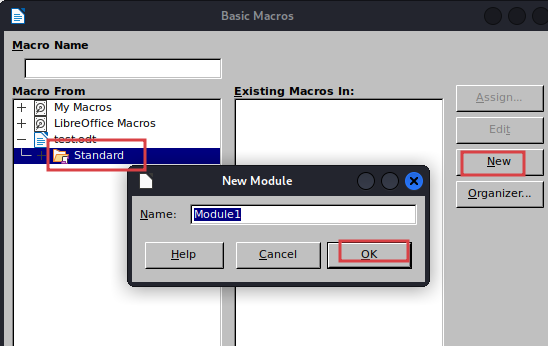 Basic Macros
Macro Name
Macro From
Existing Macros In:
My Macros
LibreOffice Macros
test.odt
Standard
Assign...
Edit
New
Organizer...
New Module
Name:
Module1
Help
Cancel
OK